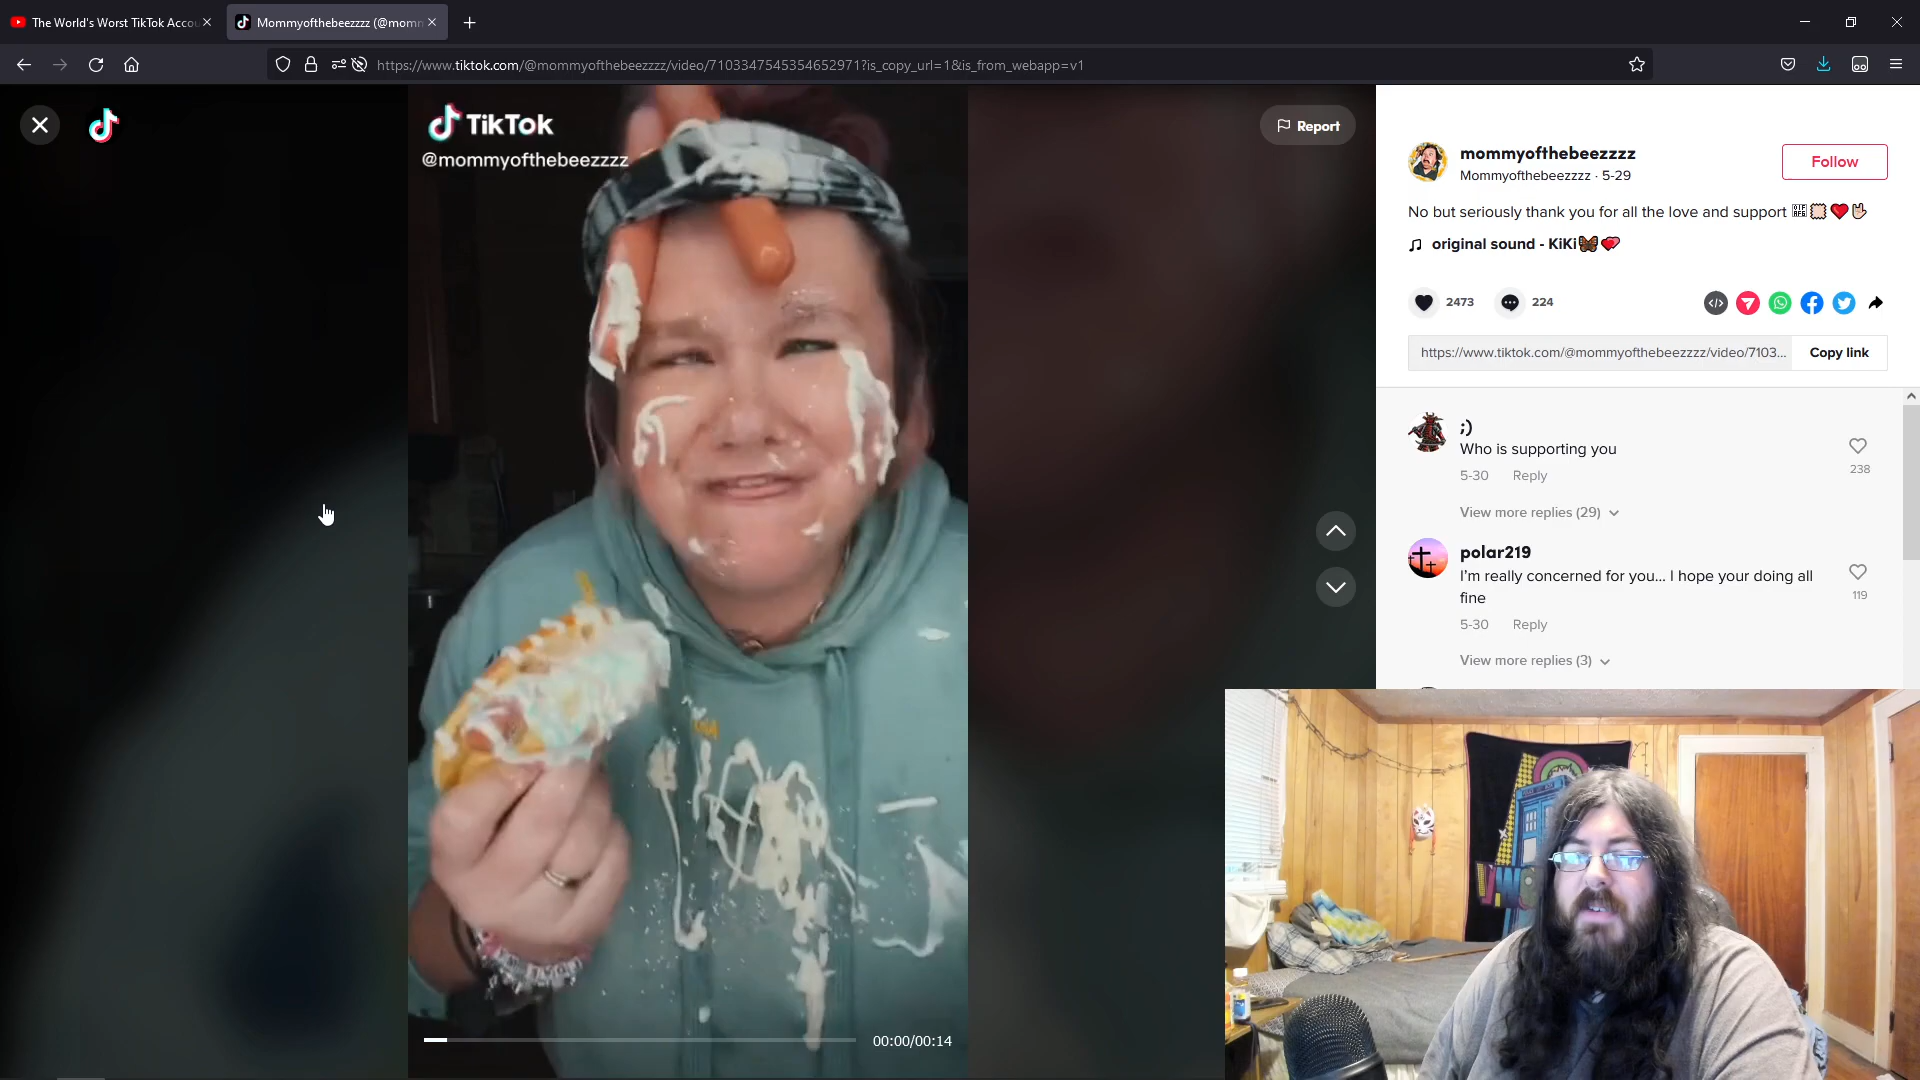 The World's Worst TikTok Accou
Mommyofthebeezzzz (@momm
https://www.tiktok.com/@mommyofthebeezzzz/video/7103347545354652971?is_copy_url=1&is_from_webapp=v1
TikTok
@mommyofthebeezzzz
Report
mommyofthebeezzzz
Mommyofthebeezzzz · 5-29
Follow
No but seriously thank you for all the love and support
original sound - KiKi🦋💕
2473
224
https://www.tiktok.com/@mommyofthebeezzzz/video/7103...
Copy link
;)
Who is supporting you
5-30 Reply
238
View more replies (29)
polar219
I'm really concerned for you... I hope your doing all
fine
5-30 Reply
119
View more replies (3)
00:00/00:14